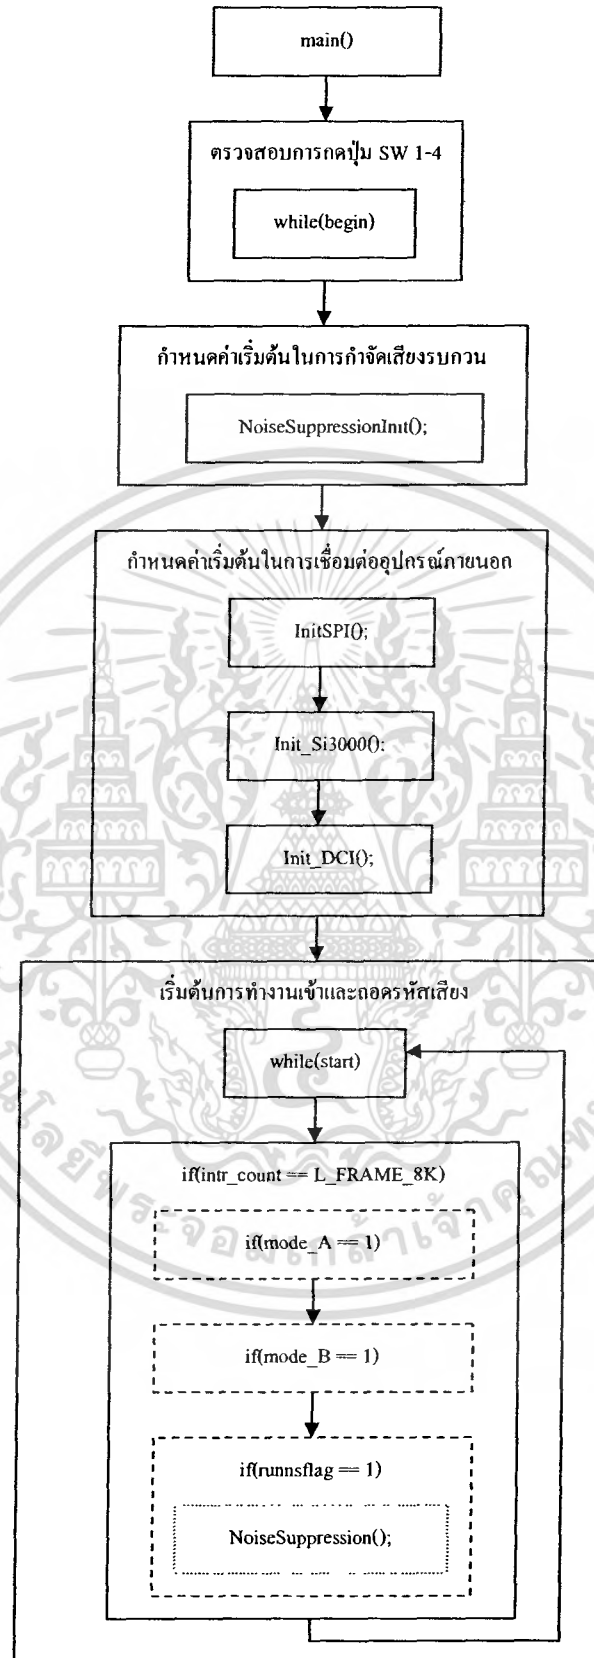 main()
ตรวจสอบการกดปุ่ม SW 1-4
while(begin)
กำหนดค่าเริ่มต้นในการกำจัดเสียงรบกวน
NoiseSuppressionInit();
กำหนดค่าเริ่มต้นในการเชื่อมต่ออุปกรณ์ภายนอก
InitSPI();
Init_Si3000();
Init_DCI();
เริ่มต้นการทำงานเข้าและถอดรหัสเสียง
while(start)
if(intr_count == L_FRAME_8K)
if(mode_A == 1)
if(mode_B == 1)
if(runnsflag == 1)
NoiseSuppression();